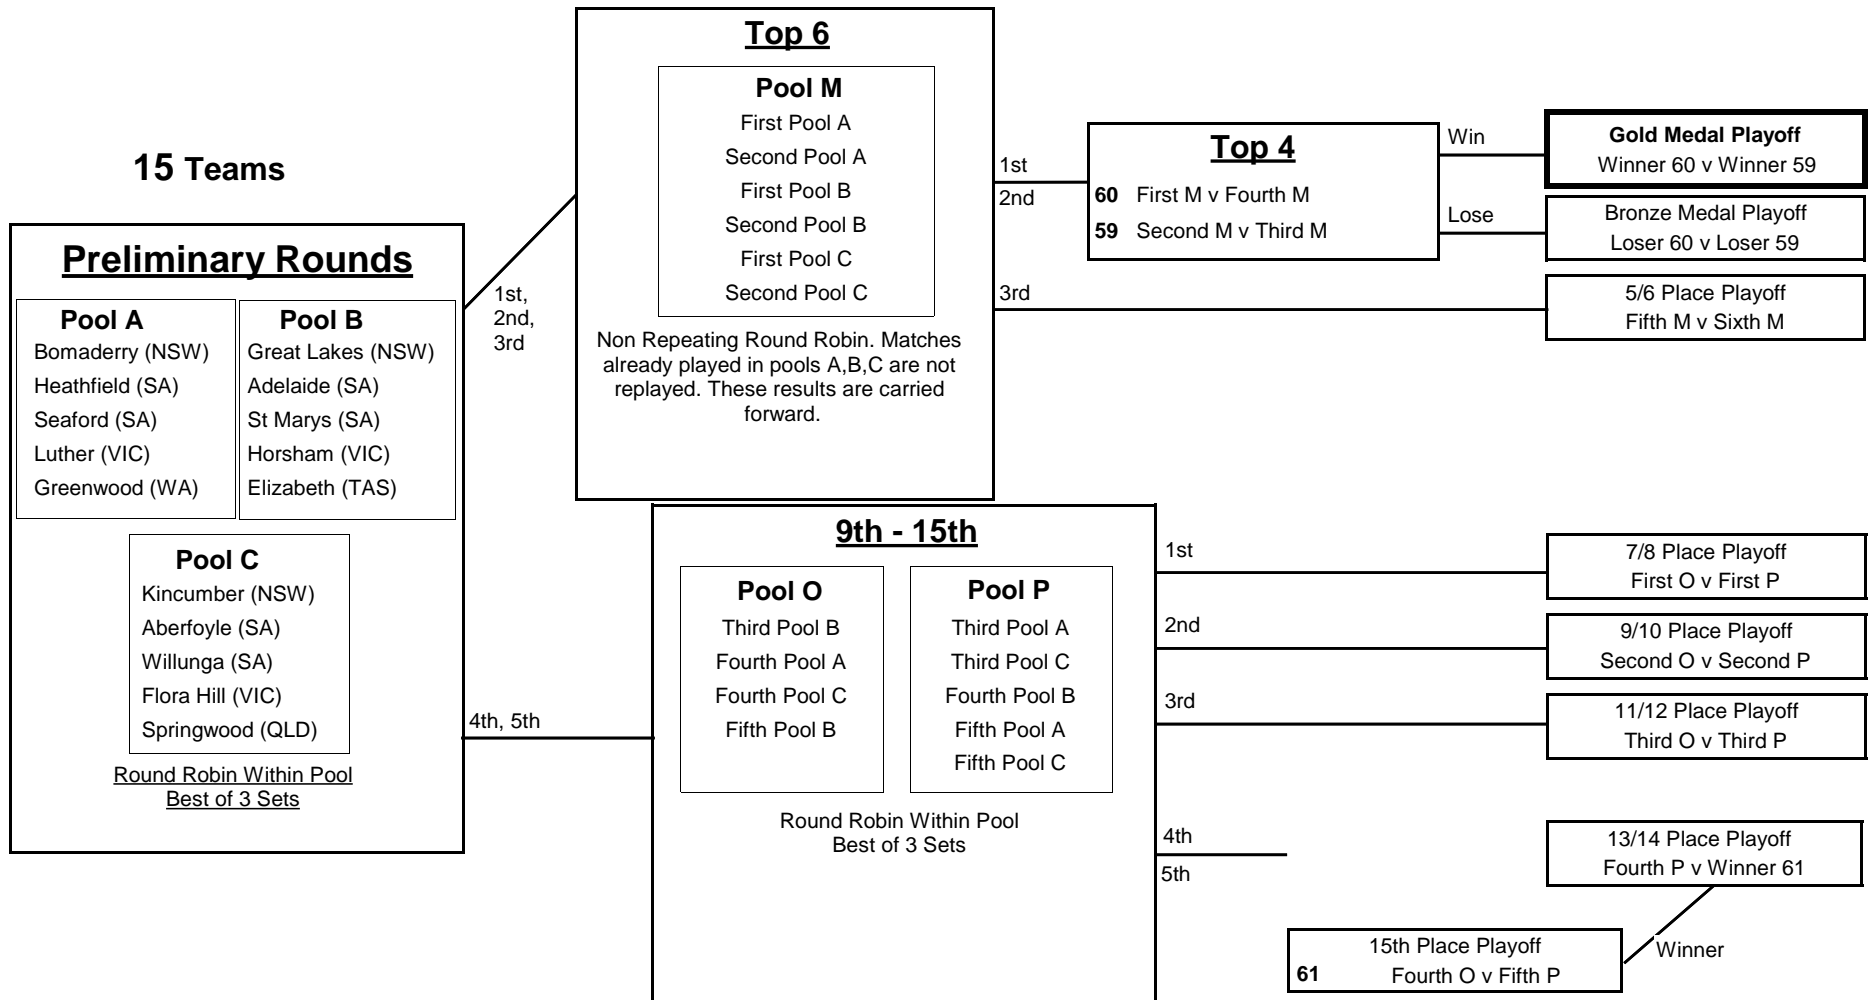 15 Teams
Preliminary Rounds
Pool A
Bomaderry (NSW)
Heathfield (SA)
Seaford (SA)
Luther (VIC)
Greenwood (WA)
Pool B
Great Lakes (NSW)
Adelaide (SA)
St Marys (SA)
Horsham (VIC)
Elizabeth (TAS)
Pool C
Kincumber (NSW)
Aberfoyle (SA)
Willunga (SA)
Flora Hill (VIC)
Springwood (QLD)
Round Robin Within Pool
Best of 3 Sets
1st,
2nd,
3rd
4th, 5th
Top 6
Pool M
First Pool A
Second Pool A
First Pool B
Second Pool B
First Pool C
Second Pool C
Non Repeating Round Robin. Matches
already played in pools A,B,C are not
replayed. These results are carried
forward.
1st
2nd
3rd
Top 4
60 First M v Fourth M
59 Second M v Third M
Win
Lose
Gold Medal Playoff
Winner 60 v Winner 59
Bronze Medal Playoff
Loser 60 v Loser 59
5/6 Place Playoff
Fifth M v Sixth M
9th - 15th
Pool O
Third Pool B
Fourth Pool A
Fourth Pool C
Fifth Pool B
Pool P
Third Pool A
Third Pool C
Fourth Pool B
Fifth Pool A
Fifth Pool C
Round Robin Within Pool
Best of 3 Sets
1st
2nd
3rd
4th
5th
7/8 Place Playoff
First O v First P
9/10 Place Playoff
Second O v Second P
11/12 Place Playoff
Third O v Third P
13/14 Place Playoff
Fourth P v Winner 61
15th Place Playoff
61 Fourth O v Fifth P
Winner